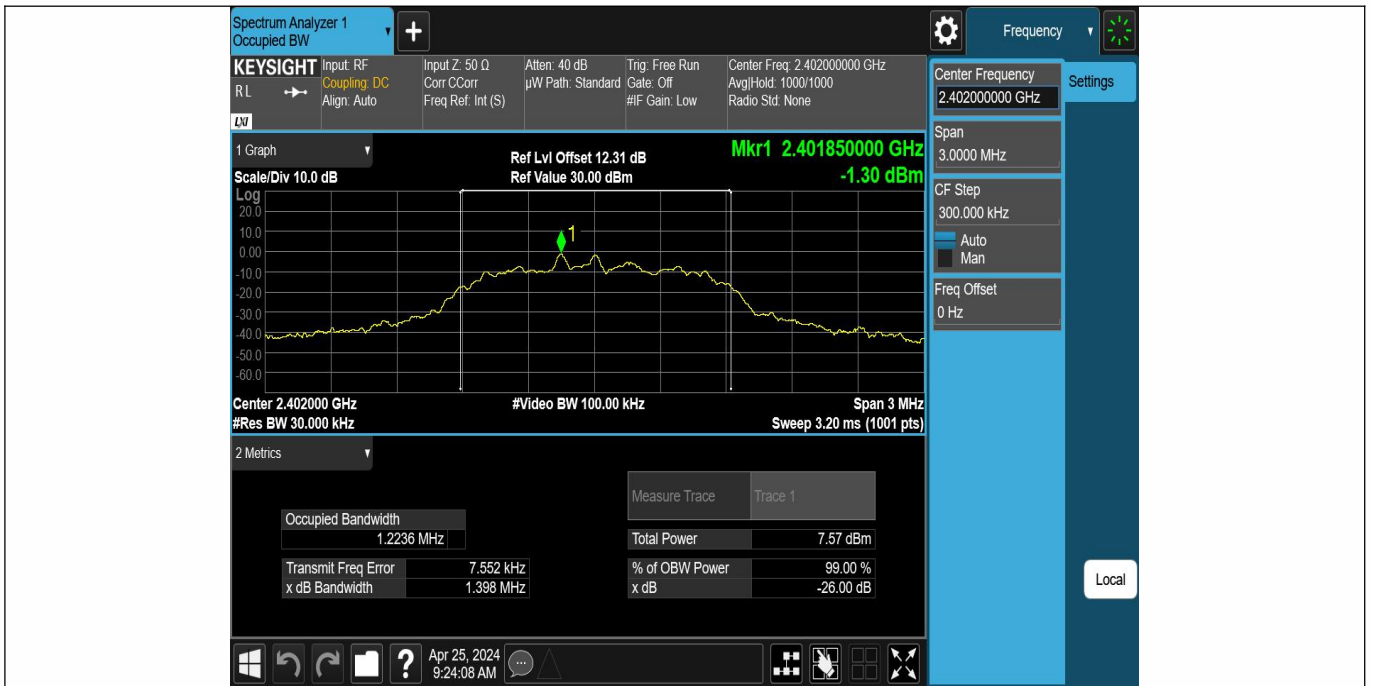 Spectrum Analyzer 1
Occupied BW
Frequency
KEYSIGHT
RL
LXI
Input: RF
Coupling: DC
Align: Auto
Input Z: 50 Ω
Corr CCorr
Freq Ref: Int (S)
Atten: 40 dB
µW Path: Standard
Trig: Free Run
Gate: Off
#IF Gain: Low
Center Freq: 2.402000000 GHz
Avg|Hold: 1000/1000
Radio Std: None
Center Frequency
2.402000000 GHz
Settings
Span
3.0000 MHz
CF Step
300.000 kHz
Auto
Man
Freq Offset
0 Hz
Local
1 Graph
Scale/Div 10.0 dB
Ref Lvl Offset 12.31 dB
Ref Value 30.00 dBm
Mkr1 2.401850000 GHz
-1.30 dBm
Log
20.0
10.0
0.00
-10.0
-20.0
-30.0
-40.0
-50.0
-60.0
1
Center 2.402000 GHz
#Video BW 100.00 kHz
Span 3 MHz
#Res BW 30.000 kHz
Sweep 3.20 ms (1001 pts)
2 Metrics
Measure Trace
Trace 1
Occupied Bandwidth
1.2236 MHz
Total Power
7.57 dBm
Transmit Freq Error
7.552 kHz
% of OBW Power
99.00 %
x dB Bandwidth
1.398 MHz
x dB
-26.00 dB
?
Apr 25, 2024
9:24:08 AM